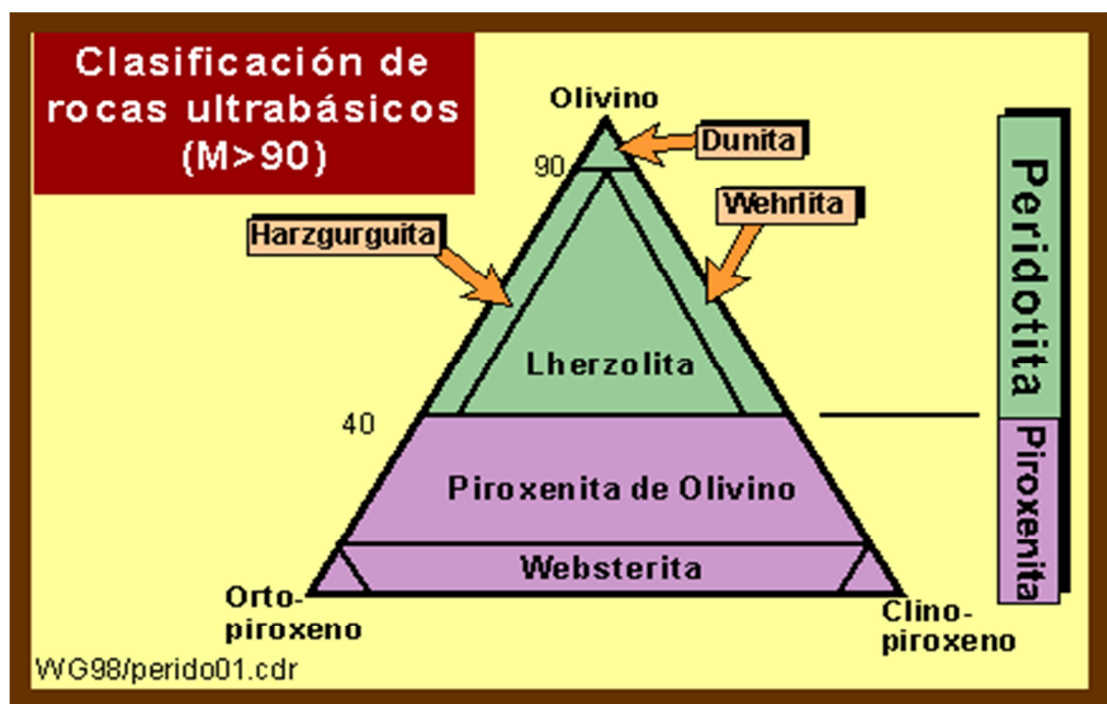 Clasificación de
rocas ultrabásicos
(M>90)
Olivino
Dunita
90
Wehrlita
Harzgurguita
Lherzolita
40
Piroxenita de Olivino
Websterita
Orto-
piroxeno
Clino-
piroxeno
Peridotita
Piroxenita
WG98/perido01.cdr